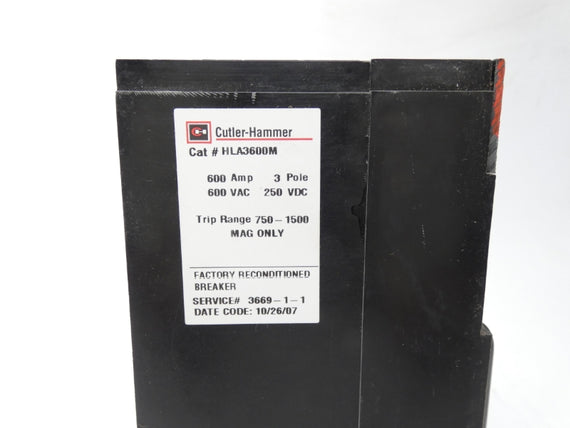 Cutler-Hammer
Cat # HLA3600M
600 Amp 3 Pole
600 VAC 250 VDC
Trip Range 750-1500
MAG ONLY
FACTORY RECONDITIONED
BREAKER
SERVICE# 3669-1-1
DATE CODE: 10/26/07